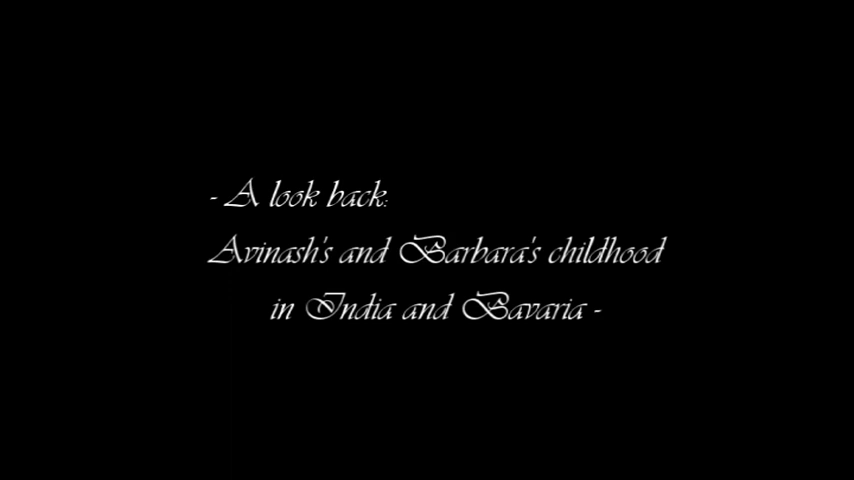 - A look back:
Avinash's and Barbara's childhood
in India and Bavaria -